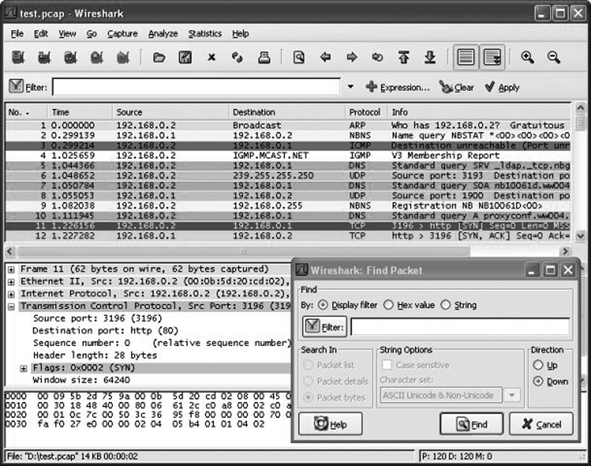 test.pcap - Wireshark
File Edit View Go Capture Analyze Statistics Help
Filter: Expression... Clear Apply
No. Time Source Destination Protocol Info
1 0.000000 192.168.0.2 Broadcast ARP Who has 192.168.0.2? Gratuitous
2 0.299139 192.168.0.1 192.168.0.2 NBNS Name query NBSTAT *<00><00><00><0
3 0.299214 192.168.0.2 192.168.0.1 ICMP Destination unreachable (Port unr
4 1.025659 192.168.0.2 IGMP.MCAST.NET IGMP V3 Membership Report
5 1.044366 192.168.0.2 192.168.0.1 DNS Standard query SRV _ldap._tcp.nbg
6 1.048652 192.168.0.2 239.255.255.250 UDP Source port: 3193 Destination po
7 1.050784 192.168.0.2 192.168.0.1 DNS Standard query SOA nb10061d.ww004
8 1.055053 192.168.0.1 192.168.0.2 UDP Source port: 1900 Destination po
9 1.082038 192.168.0.2 192.168.0.255 NBNS Registration NB NB10061D<00>
10 1.111945 192.168.0.2 192.168.0.1 DNS Standard query A proxyconf.ww004.
11 1.226156 192.168.0.2 192.168.0.1 TCP 3196 > http [SYN] Seq=0 Len=0 MSS
12 1.227282 192.168.0.1 192.168.0.2 TCP http > 3196 [SYN, ACK] Seq=0 Ack=
Frame 11 (62 bytes on wire, 62 bytes captured)
Ethernet II, Src: 192.168.0.2 (00:0b:5d:20:cd:02),
Internet Protocol, Src: 192.168.0.2 (192.168.0.2),
Transmission Control Protocol, Src Port: 3196 (319
Source port: 3196 (3196)
Destination port: http (80)
Sequence number: 0 (relative sequence number)
Header length: 28 bytes
Flags: 0x0002 (SYN)
Window size: 64240
0000 00 09 5b 2d 75 9a 00 0b 5d 20 cd 02 08 00 45 0
0010 00 30 18 48 40 00 80 06 61 2c c0 a8 00 02 c0 a
0020 00 01 0c 7c 00 50 3c 36 95 f8 00 00 00 00 70 0
0030 fa f0 27 e0 00 00 02 04 05 b4 01 01 04 02
Wireshark: Find Packet
Find
By: Display filter Hex value String
Filter:
Search In
Packet list
Packet details
Packet bytes
String Options
Case sensitive
Character set:
ASCII Unicode & Non-Unicode
Direction
Up
Down
Help Find Cancel
File: "D:\test.pcap" 14 KB 00:00:02 P: 120 D: 120 M: 0